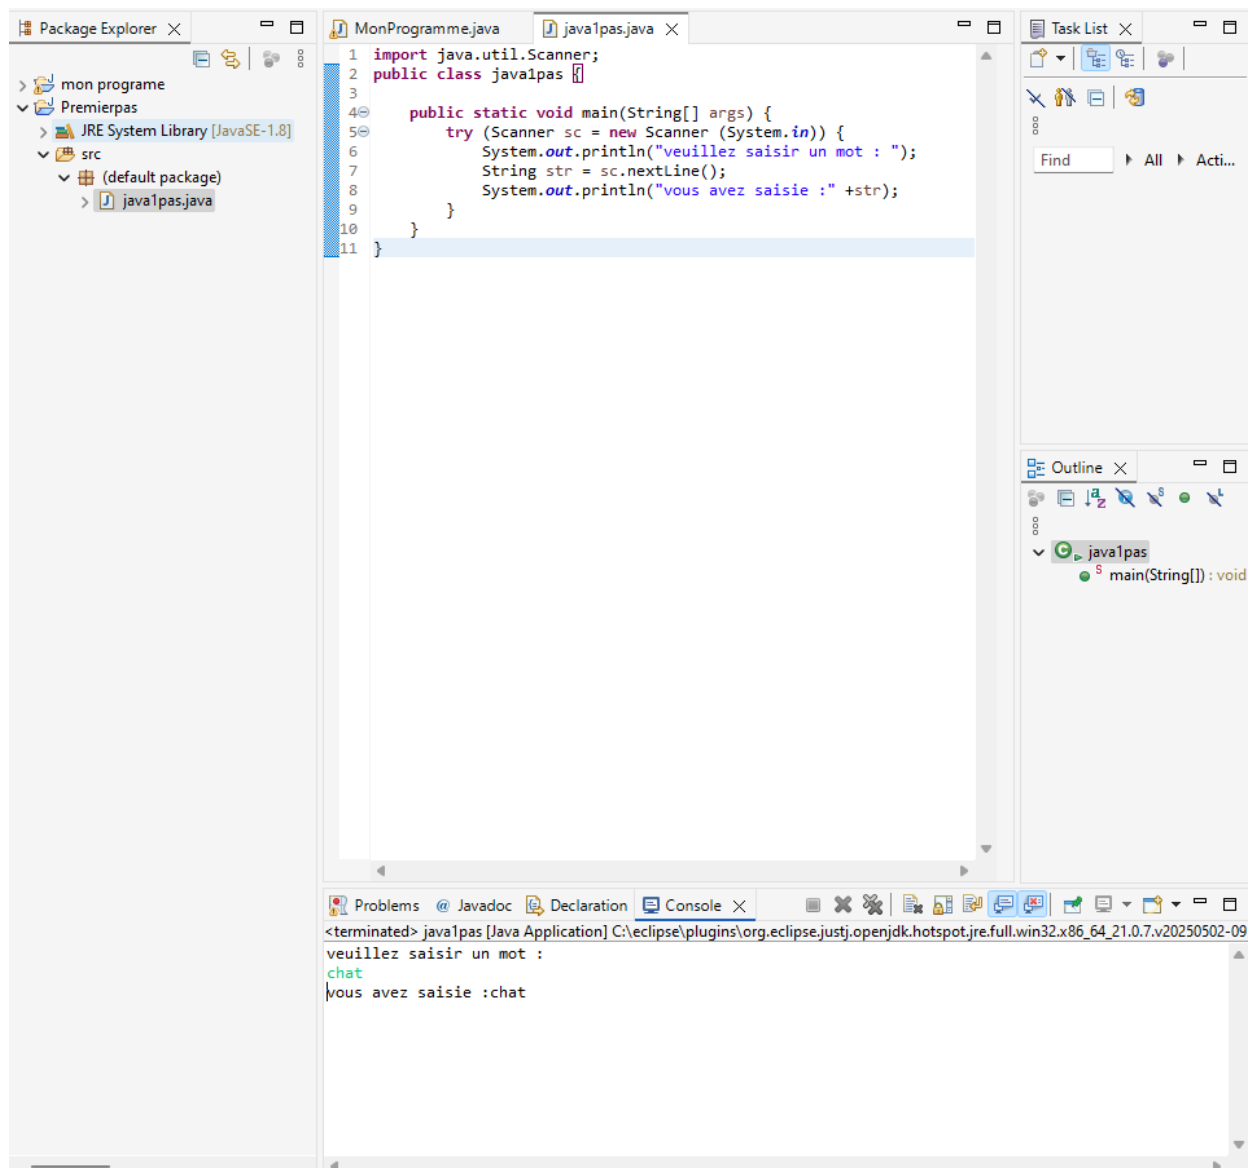 Package Explorer
mon programe
Premierpas
JRE System Library [JavaSE-1.8]
src
(default package)
java1pas.java
MonProgramme.java
java1pas.java
1 import java.util.Scanner;
2 public class java1pas {
3
4 public static void main(String[] args) {
5 try (Scanner sc = new Scanner (System.in)) {
6 System.out.println("veuillez saisir un mot : ");
7 String str = sc.nextLine();
8 System.out.println("vous avez saisie :" +str);
9 }
10 }
11 }
Task List
Find All Acti...
Outline
java1pas
main(String[]) : void
Problems Javadoc Declaration Console
<terminated> java1pas [Java Application] C:\eclipse\plugins\org.eclipse.justj.openjdk.hotspot.jre.full.win32.x86_64_21.0.7.v20250502-09
veuillez saisir un mot :
chat
vous avez saisie :chat